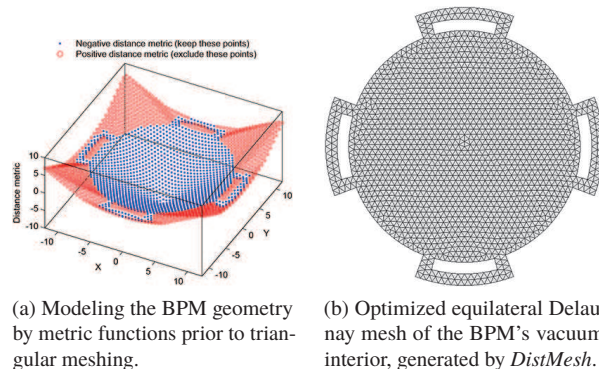 Negative distance metric (keep these points)
Positive distance metric (exclude these points)
10
5
0
-5
-10
Distance metric
-10
-5
0
5
10
X
-10
-5
0
5
10
Y
(a) Modeling the BPM geometry
by metric functions prior to trian-
gular meshing.
(b) Optimized equilateral Delau-
nay mesh of the BPM's vacuum
interior, generated by DistMesh.